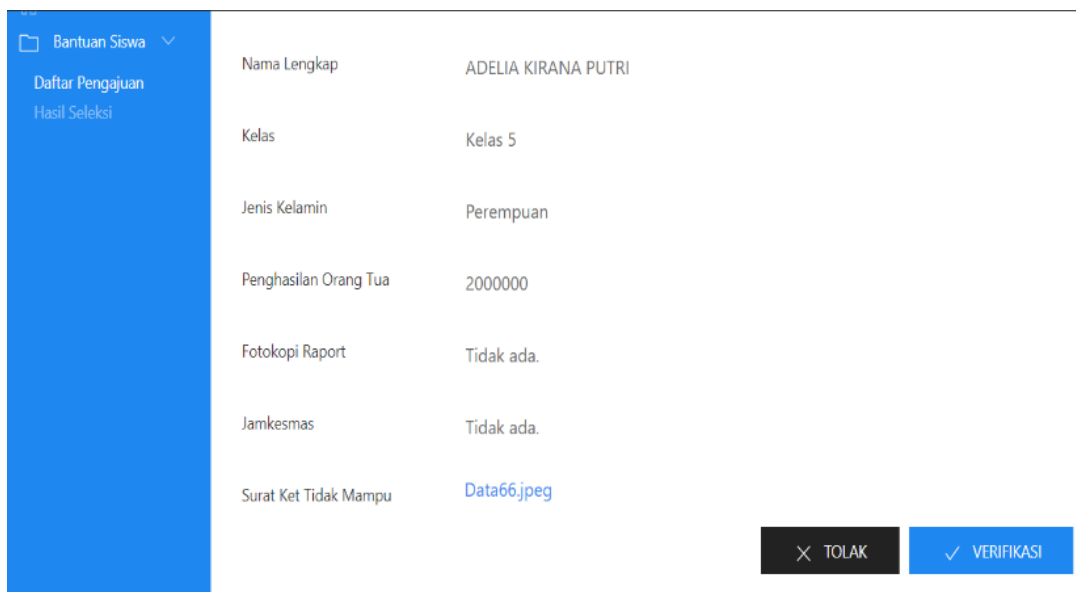 Bantuan Siswa
Daftar Pengajuan
Hasil Seleksi
Nama Lengkap ADELIA KIRANA PUTRI
Kelas Kelas 5
Jenis Kelamin Perempuan
Penghasilan Orang Tua 2000000
Fotokopi Raport Tidak ada.
Jamkesmas Tidak ada.
Surat Ket Tidak Mampu Data66.jpeg
TOLAK VERIFIKASI